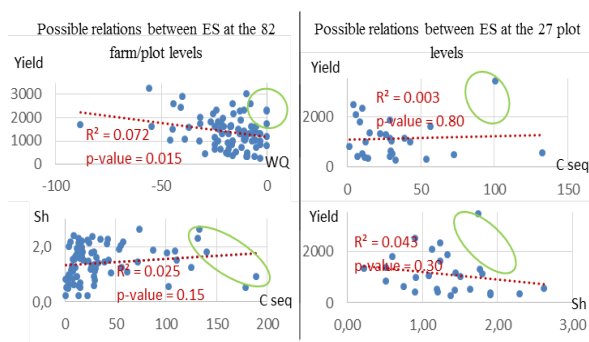 Possible relations between ES at the 82
farm/plot levels
Yield
3000
2000
1000
0
R² = 0.072
p-value = 0.015
WQ
-100
-50
0
Possible relations between ES at the 27 plot
levels
Yield
2000
0
R² = 0.003
p-value = 0.80
C seq
0
50
100
150
Sh
2,0
0,0
R² = 0.025
p-value = 0.15
C seq
0
50
100
150
200
Yield
2000
0
R² = 0.043
p-value = 0.30
Sh
0,00
1,00
2,00
3,00